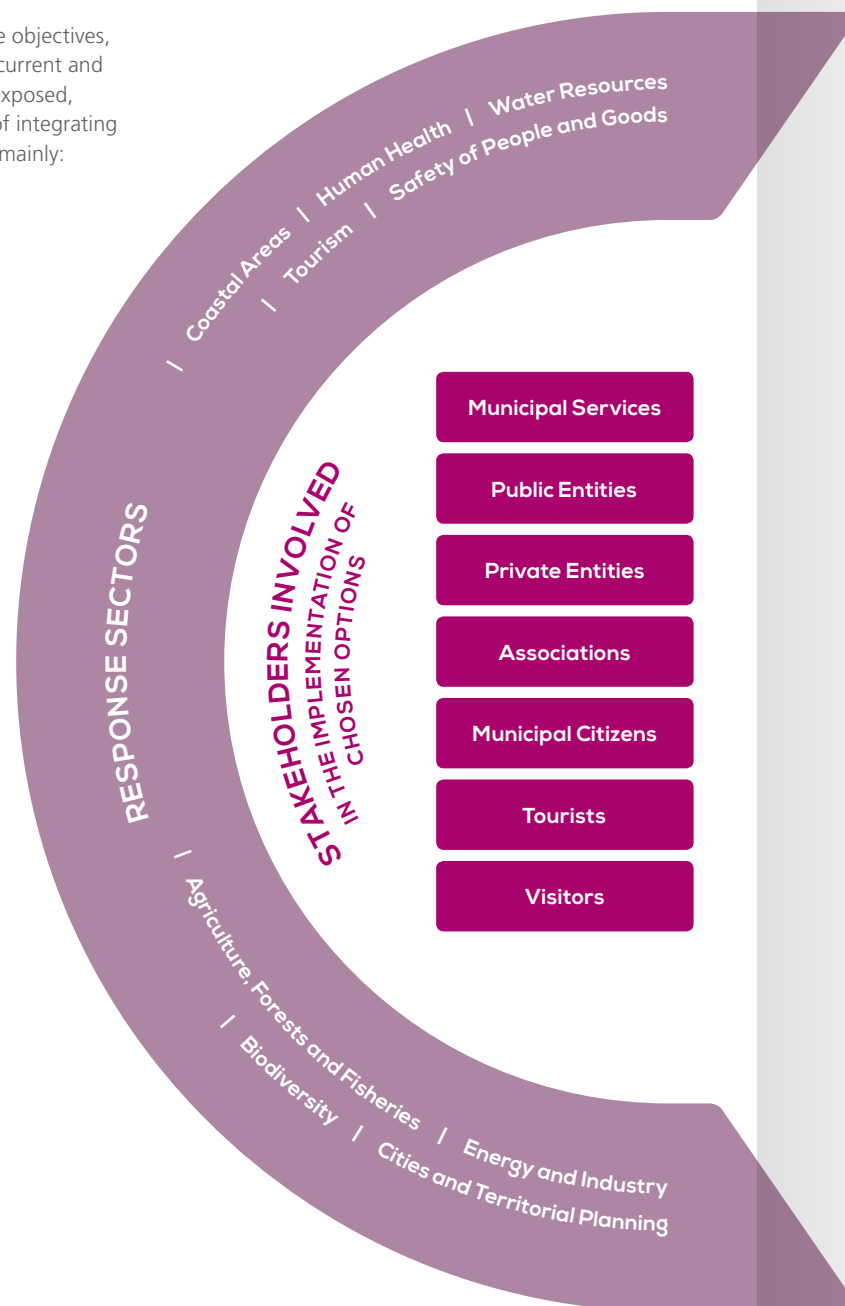 e objectives,
current and
exposed,
of integrating
mainly:
| Coastal Areas | Human Health | Water Resources
| Tourism | Safety of People and Goods
RESPONSE SECTORS
STAKEHOLDERS INVOLVED
IN THE IMPLEMENTATION OF
CHOSEN OPTIONS
Municipal Services
Public Entities
Private Entities
Associations
Municipal Citizens
Tourists
Visitors
| Agriculture, Forests and Fisheries | Energy and Industry
| Biodiversity | Cities and Territorial Planning